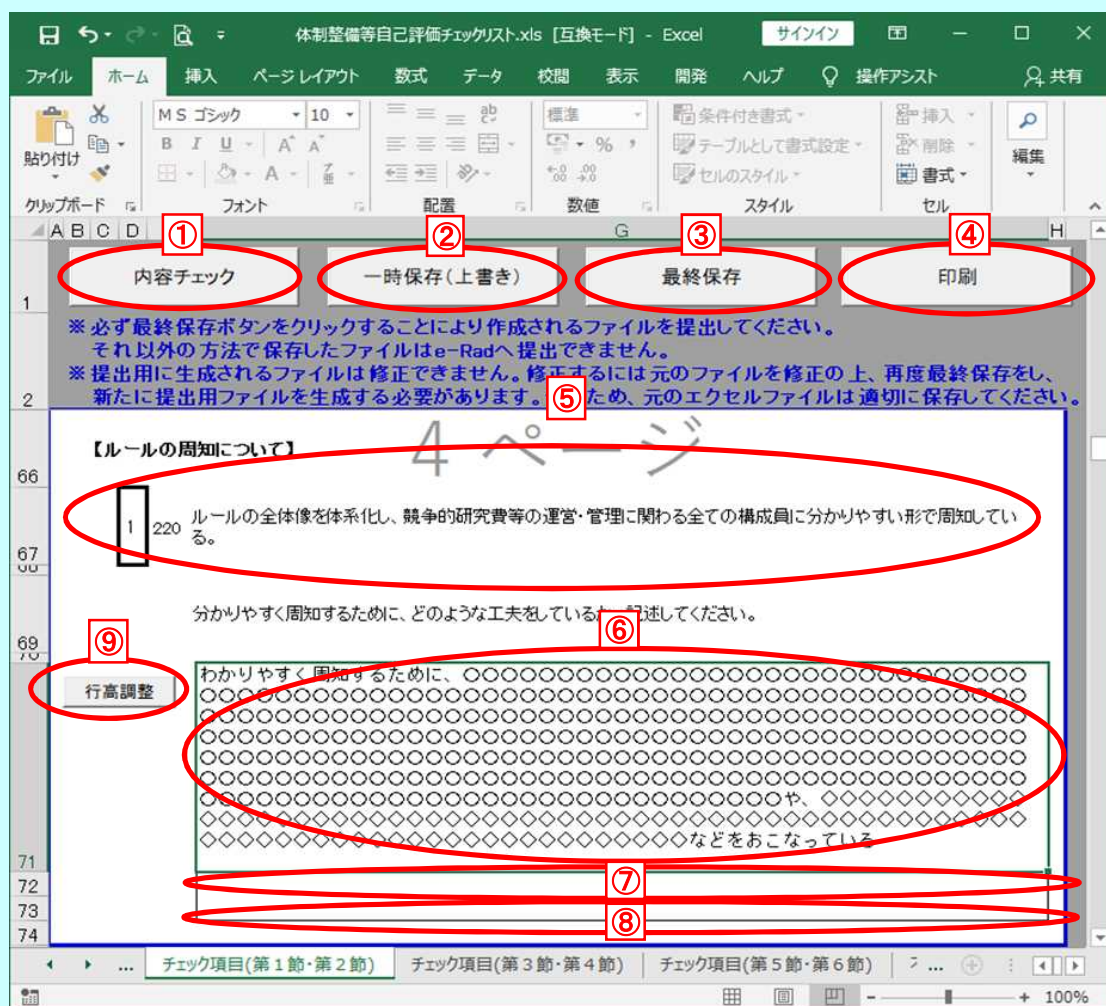 体制整備等自己評価チェックリスト.xls [互換モード] - Excel サインイン
ファイル ホーム 挿入 ページ レイアウト 数式 データ 校閲 表示 開発 ヘルプ 操作アシスト 共有
貼り付け MS ゴシック 10 標準 条件付き書式 挿入
B I U A A % テーブルとして書式設定 削除 編集
A セルのスタイル 書式
クリップボード フォント 配置 数値 スタイル セル
A B C D G H
① ② ③ ④
1 内容チェック 一時保存(上書き) 最終保存 印刷
※必ず最終保存ボタンをクリックすることにより作成されるファイルを提出してください。
それ以外の方法で保存したファイルはe-Radへ提出できません。
※提出用に生成されるファイルは修正できません。修正するには元のファイルを修正の上、再度最終保存をし、
2 新たに提出用ファイルを生成する必要があります。 ⑤ ため、元のエクセルファイルは適切に保存してください。
66 【ルールの周知について】 4 ページ
67 1 220 ルールの全体像を体系化し、競争的研究費等の運営・管理に関わる全ての構成員に分かりやすい形で周知してい
る。
69 分かりやすく周知するために、どのような工夫をしているか、記述してください。
⑨ ⑥
行高調整
わかりやすく周知するために、○○○○○○○○○○○○○○○○○○○○○○○○○○○○○○○
○○○○○○○○○○○○○○○○○○○○○○○○○○○○○○○○○○○○○○○○○○○○○
○○○○○○○○○○○○○○○○○○○○○○○○○○○○○○○○○○○○○○○○○○○○○
○○○○○○○○○○○○○○○○○○○○○○○○○○○○○○○○○○○○○○○○○○○○○
○○○○○○○○○○○○○○○○○○○○○○○○○○○○○○○○○○○○○○○○○○○○○
○○○○○○○○○○○○○○○○○○○○○○○○○○○○○○○○○○○○○○○○○○○○○
○○○○○○○○○○○○○○○○○○○○○○○○○○○○○○○○や、◇◇◇◇◇◇◇◇◇◇◇
◇◇◇◇◇◇◇◇◇◇◇◇◇◇◇◇◇◇◇◇◇◇◇◇◇◇◇◇◇◇◇◇◇◇◇◇◇◇◇◇◇◇◇◇◇
◇◇◇◇◇◇◇◇◇◇◇◇◇◇◇◇◇◇◇◇◇◇◇◇◇◇◇などをおこなっている
71
72 ⑦
73 ⑧
74
... チェック項目(第1節・第2節) チェック項目(第3節・第4節) チェック項目(第5節・第6節) ...
100%